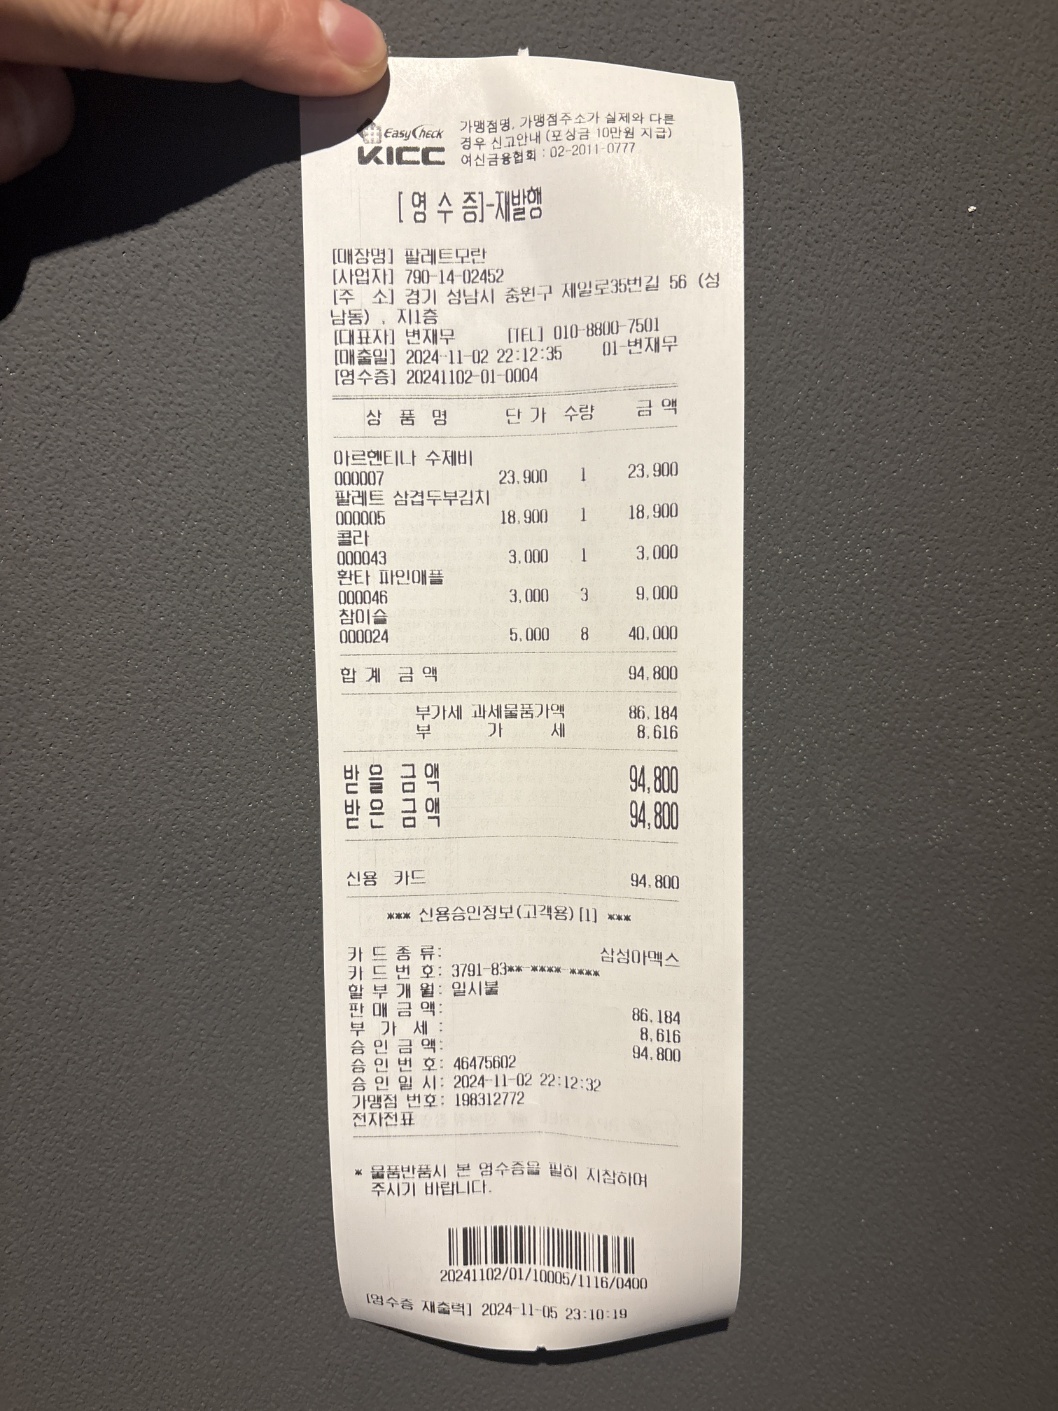 EasyCheck
KICC
가맹점명, 가맹점주소가 실제와 다른
경우 신고안내 (포상금 10만원 지급)
여신금융협회 : 02-2011-0777
[영수증]-재발행
[매장명] 팔레트모란
[사업자] 790-14-02452
[주 소] 경기 성남시 중원구 제일로35번길 56 (성
남동) , 지1층
[대표자] 변재무 [TEL] 010-8800-7501
[매출일] 2024-11-02 22:12:35 01-변재무
[영수증] 20241102-01-0004
상 품 명 단 가 수량 금 액
아르헨티나 수제비
000007 23,900 1 23,900
팔레트 삼겹두부김치
000005 18,900 1 18,900
콜라
000043 3,000 1 3,000
환타 파인애플
000046 3,000 3 9,000
참이슬
000024 5,000 8 40,000
합 계 금 액 94,800
부가세 과세물품가액 86,184
부 가 세 8,616
받 을 금 액 94,800
받 은 금 액 94,800
신용 카드 94,800
*** 신용승인정보(고객용) [1] ***
카 드 종 류: 삼성아멕스
카 드 번 호: 3791-83**-****-****
할 부 개 월: 일시불
판 매 금 액: 86,184
부 가 세 : 8,616
승 인 금 액: 94,800
승 인 번 호: 46475602
승 인 일 시: 2024-11-02 22:12:32
가맹점 번호: 198312772
전자전표
* 물품반품시 본 영수증을 필히 지참하여
주시기 바랍니다.
20241102/01/10005/1116/0400
[영수증 재출력] 2024-11-05 23:10:19